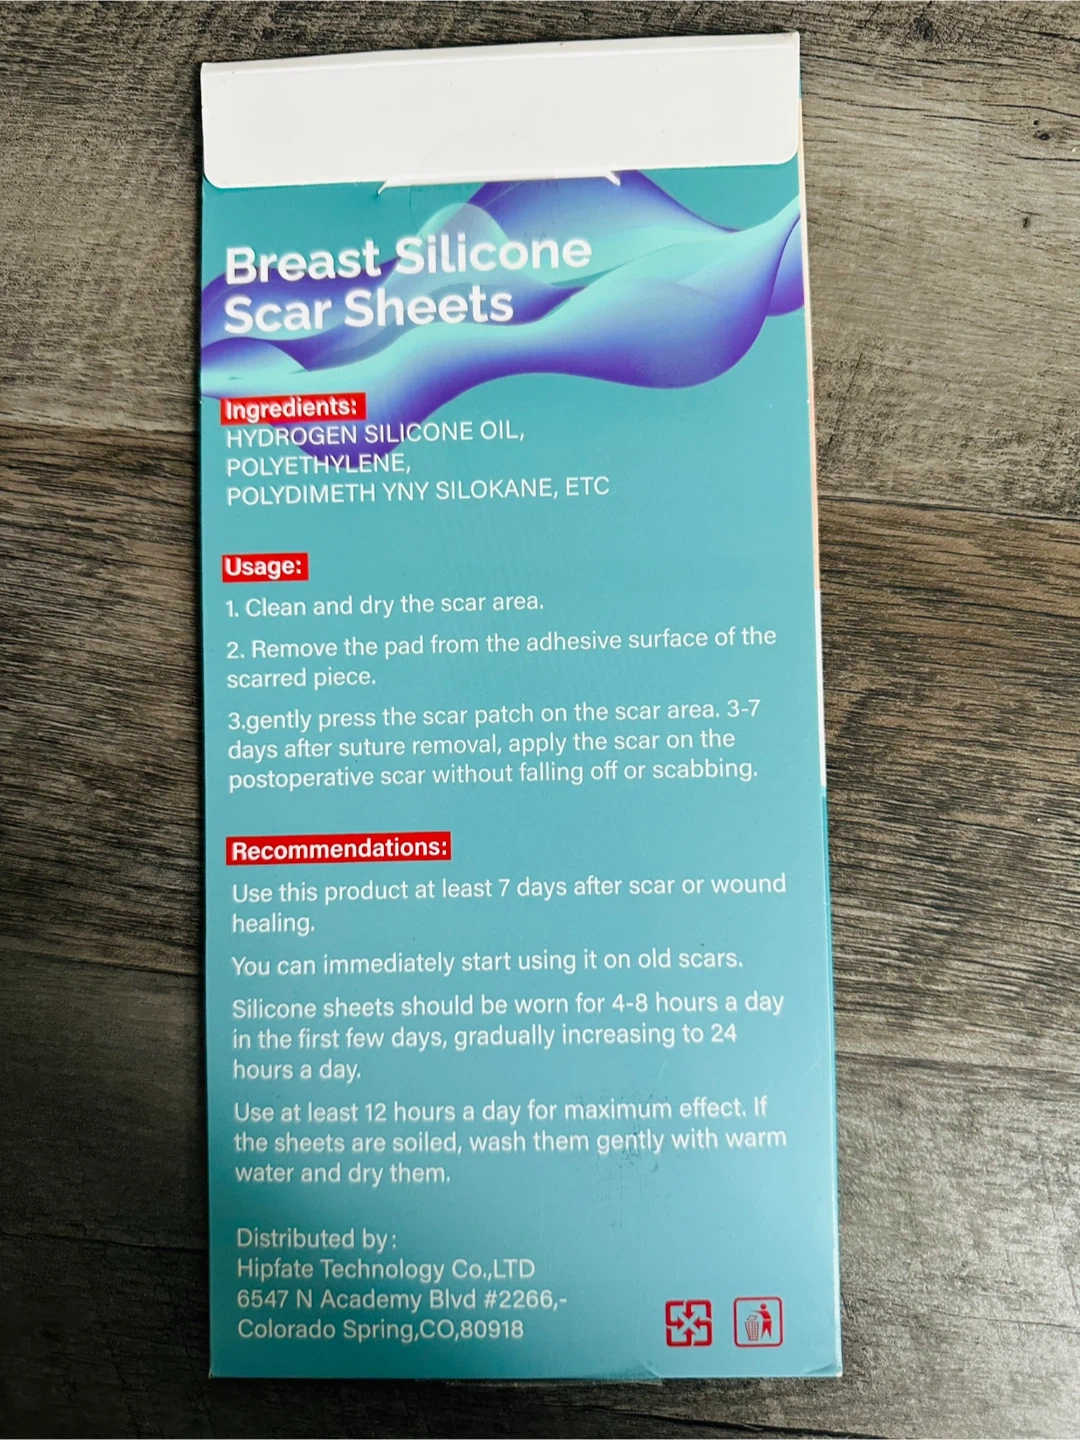 Breast Silicone
Scar Sheets
Ingredients:
HYDROGEN SILICONE OIL,
POLYETHYLENE,
POLYDIMETH YNY SILOKANE, ETC
Usage:
1. Clean and dry the scar area.
2. Remove the pad from the adhesive surface of the
scarred piece.
3.gently press the scar patch on the scar area. 3-7
days after suture removal, apply the scar on the
postoperative scar without falling off or scabbing.
Recommendations:
Use this product at least 7 days after scar or wound
healing.
You can immediately start using it on old scars.
Silicone sheets should be worn for 4-8 hours a day
in the first few days, gradually increasing to 24
hours a day.
Use at least 12 hours a day for maximum effect. If
the sheets are soiled, wash them gently with warm
water and dry them.
Distributed by:
Hipfate Technology Co.,LTD
6547 N Academy Blvd #2266,-
Colorado Spring,CO,80918